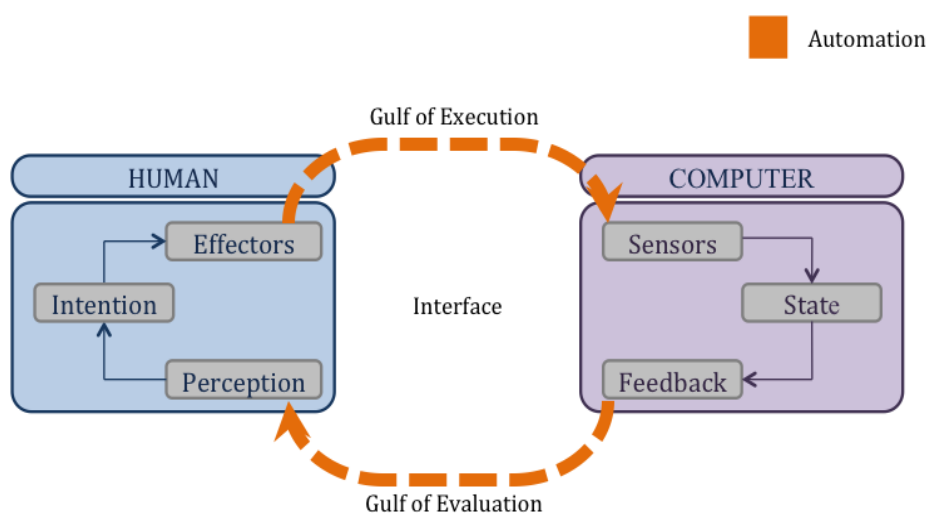 Automation
Gulf of Execution
HUMAN
COMPUTER
Effectors
Sensors
Intention
Interface
State
Perception
Feedback
Gulf of Evaluation